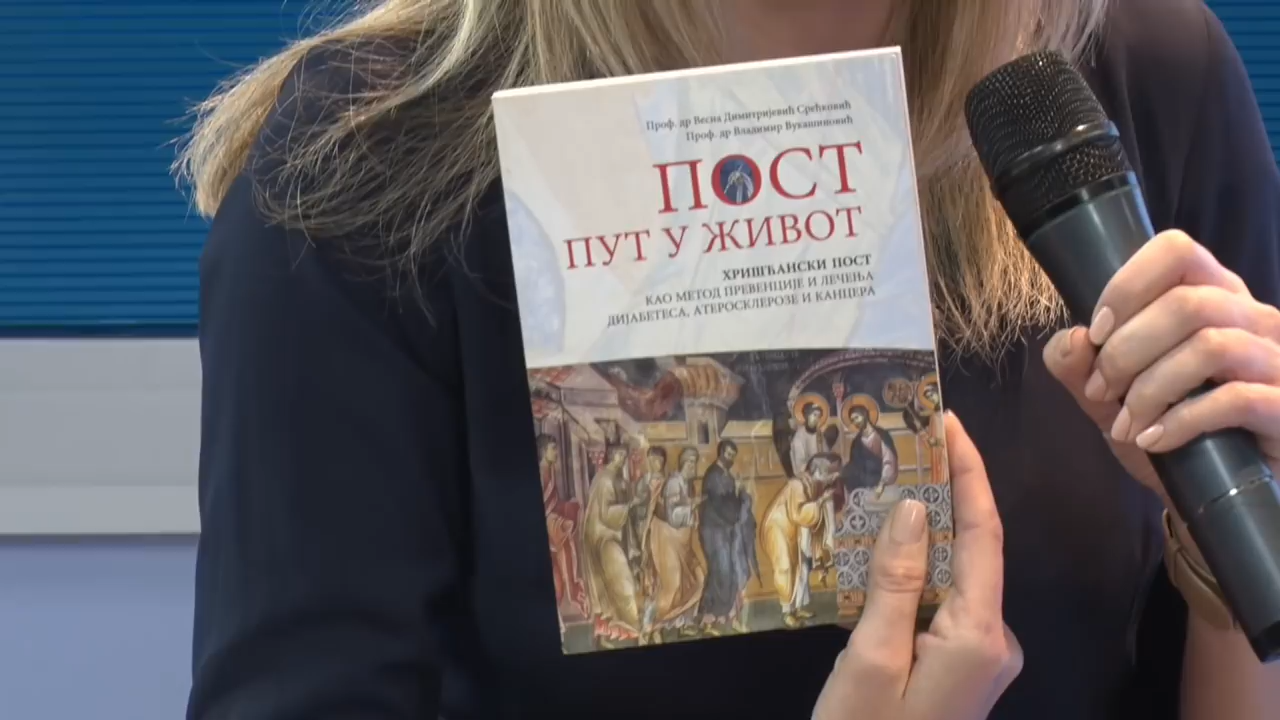 Проф. др Весна Димитријевић Срећковић
Проф. др Владимир Вукашиновић
ПОСТ
ПУТ У ЖИВОТ
ХРИШЋАНСКИ ПОСТ
КАО МЕТОД ПРЕВЕНЦИЈЕ И ЛЕЧЕЊА
ДИЈАБЕТЕСА, АТЕРОСКЛЕРОЗЕ И КАНЦЕРА